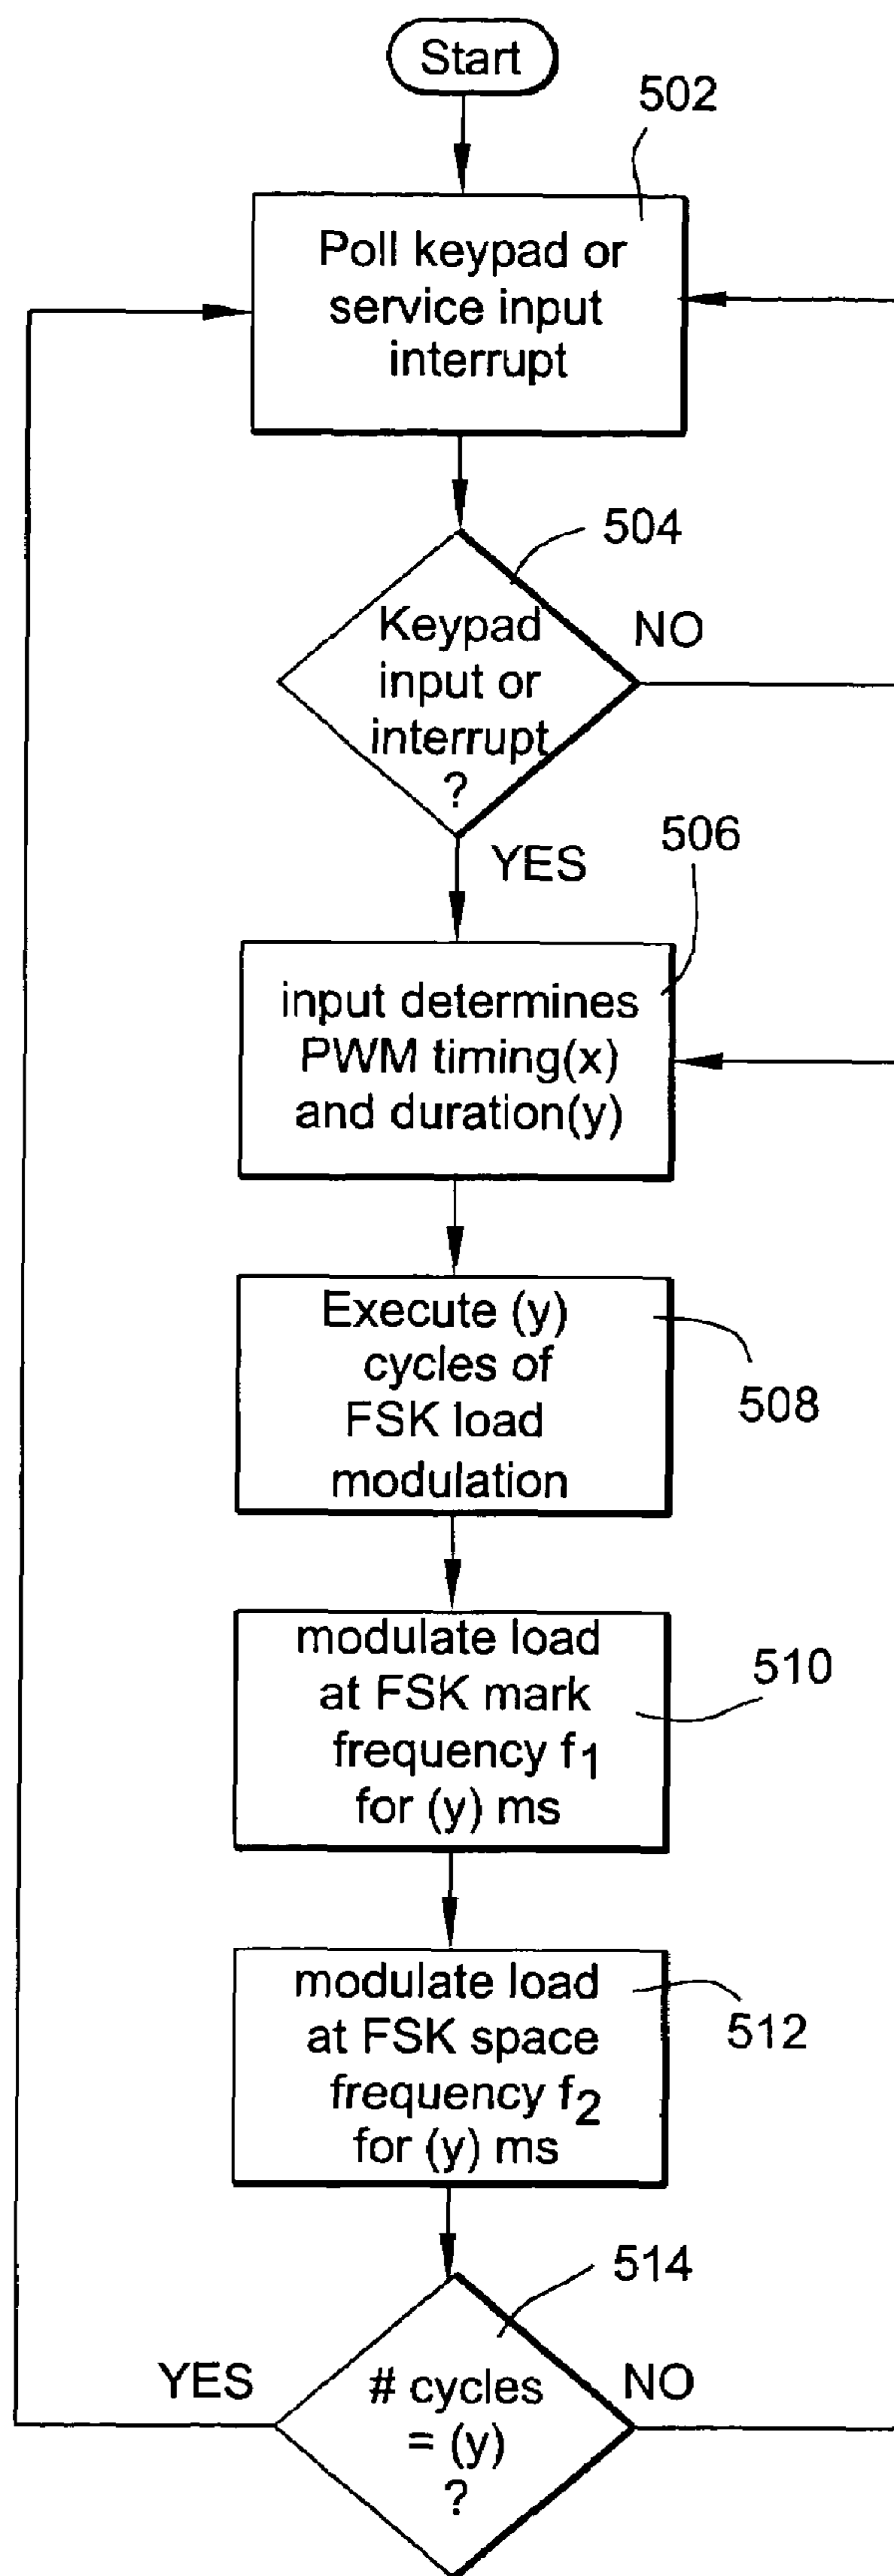 Start
502
Poll keypad or
service input
interrupt
504
Keypad
input or
interrupt
?
NO
YES
506
input determines
PWM timing(x)
and duration(y)
Execute (y)
cycles of
FSK load
modulation
508
modulate load
at FSK mark
frequency f1
for (y) ms
510
modulate load
at FSK space
frequency f2
for (y) ms
512
514
YES
# cycles
= (y)
?
NO